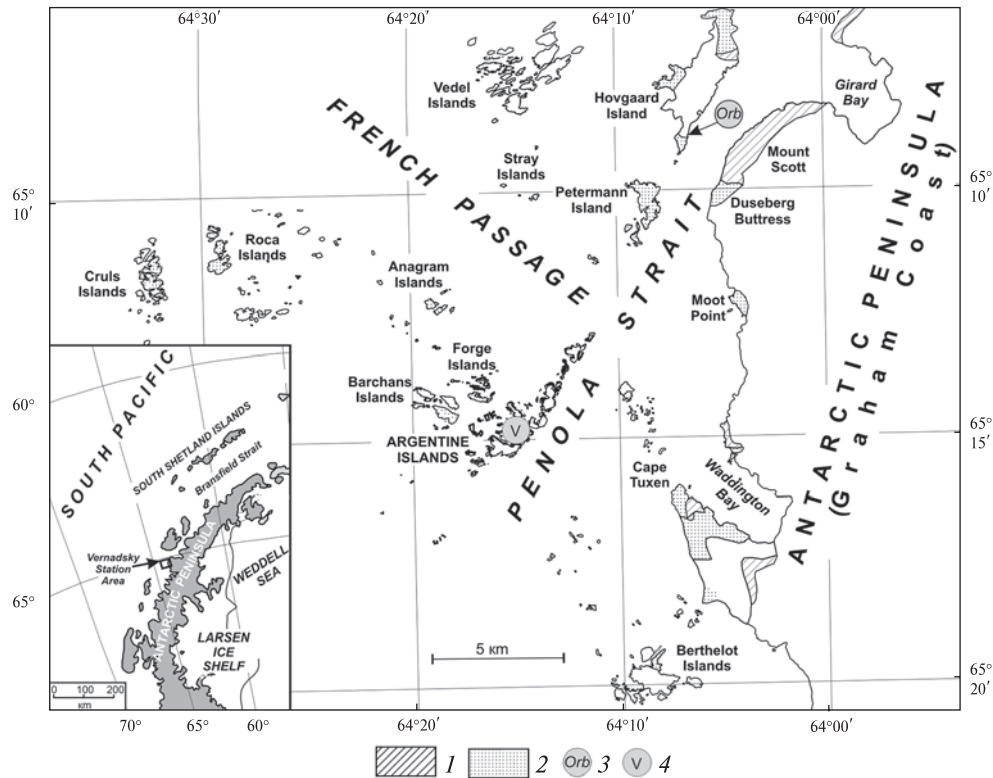 64°30′ 64°20′ 64°10′ 64°00′
Vedel
Islands
Hovgaard
Island
Orb
Girard
Bay
Mount
Scott
FRENCH PASSAGE
Stray
Islands
65°
10′
65°
10′
Petermann
Island
Duseberg
Buttress
Roca
Islands
Cruls
Islands
Anagram
Islands
Moot
Point
PENOLA STRAIT
ANTARCTIC PENINSULA
(Graham Coast)
Forge
Islands
Barchans
Islands
V
ARGENTINE
ISLANDS
65°
15′
Cape
Tuxen
Waddington
Bay
5 км
Berthelot
Islands
65°
20′
SOUTH PACIFIC
60°
SOUTH SHETLAND ISLANDS
Bransfield Strait
Vernadsky
Station
Area
ANTARCTIC PENINSULA
WEDDELL
SEA
65°
LARSEN
ICE
SHELF
0 100 200
км
70° 65° 60°
64°20′ 64°10′ 64°00′
1 2 Orb 3 V 4